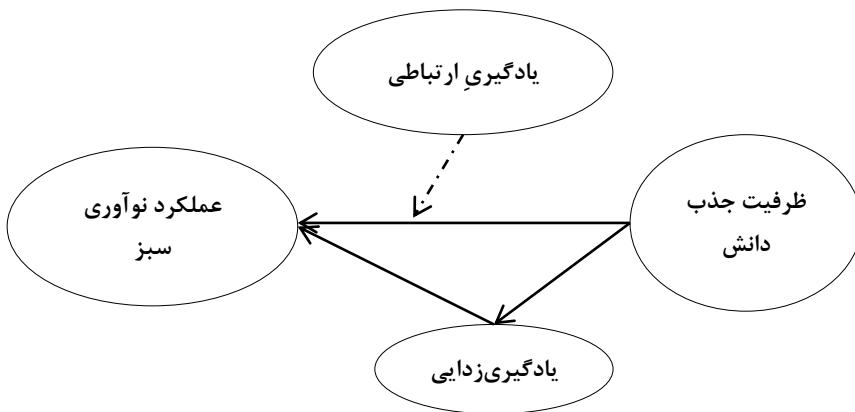 یادگیریِ ارتباطی
ظرفیت جذب
دانش
عملکرد نوآوری
سبز
یادگیری‌زدایی